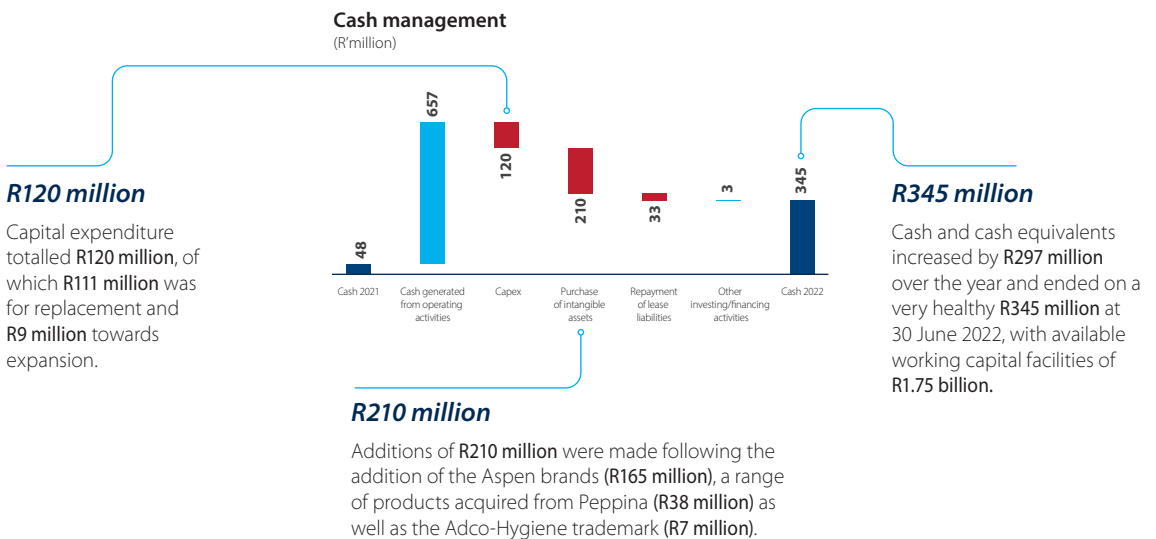 Cash management
(R'million)
R120 million
Capital expenditure
totalled R120 million, of
which R111 million was
for replacement and
R9 million towards
expansion.
48
657
120
210
33
3
345
Cash 2021
Cash generated
from operating
activities
Capex
Purchase
of intangible
assets
Repayment
of lease
liabilities
Other
investing/financing
activities
Cash 2022
R345 million
Cash and cash equivalents
increased by R297 million
over the year and ended on a
very healthy R345 million at
30 June 2022, with available
working capital facilities of
R1.75 billion.
R210 million
Additions of R210 million were made following the
addition of the Aspen brands (R165 million), a range
of products acquired from Peppina (R38 million) as
well as the Adco-Hygiene trademark (R7 million).